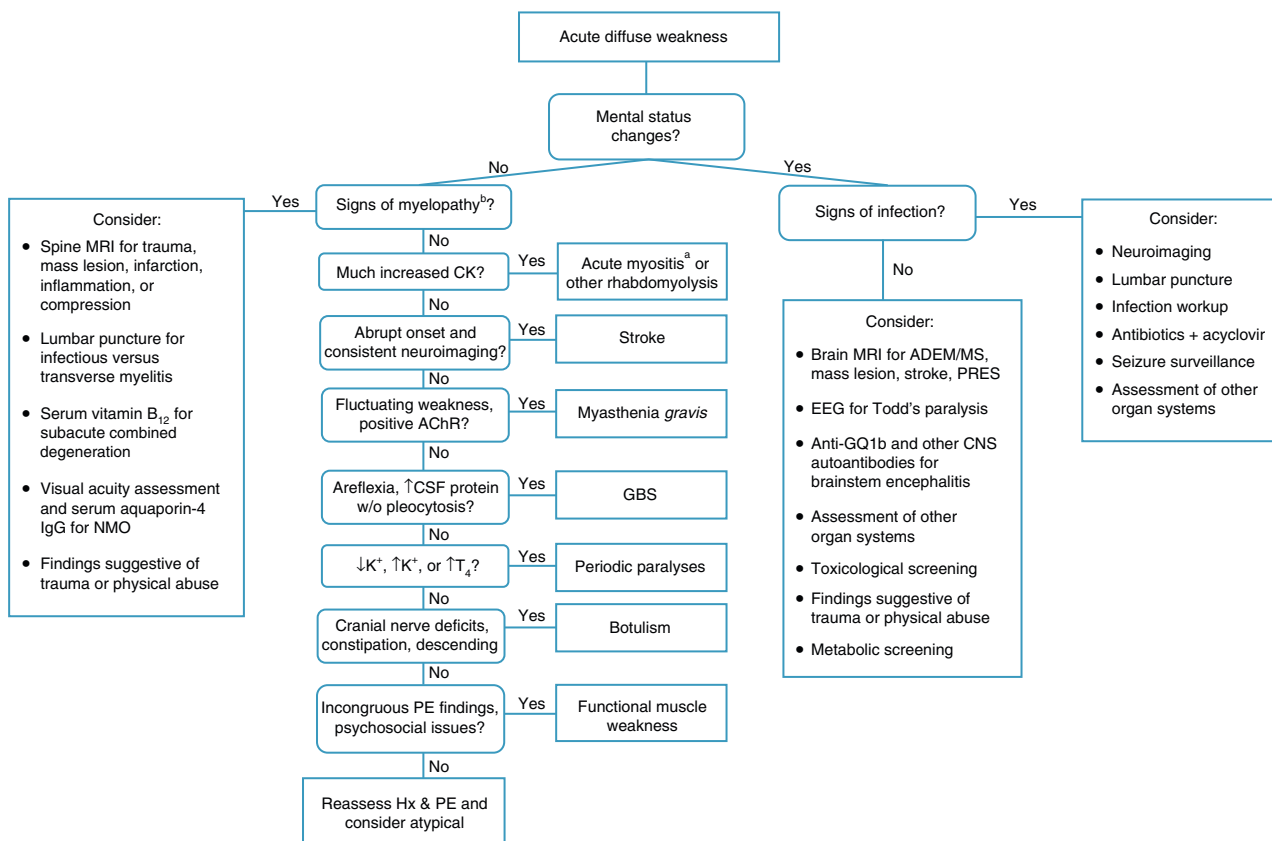 Acute diffuse weakness
Mental status
changes?
No
Yes
Signs of myelopathyᵇ?
Yes
Consider:
• Spine MRI for trauma,
mass lesion, infarction,
inflammation, or
compression
• Lumbar puncture for
infectious versus
transverse myelitis
• Serum vitamin B₁₂ for
subacute combined
degeneration
• Visual acuity assessment
and serum aquaporin-4
IgG for NMO
• Findings suggestive of
trauma or physical abuse
No
Much increased CK?
Yes
Acute myositisᵃ or
other rhabdomyolysis
No
Abrupt onset and
consistent neuroimaging?
Yes
Stroke
No
Fluctuating weakness,
positive AChR?
Yes
Myasthenia gravis
No
Areflexia, ↑CSF protein
w/o pleocytosis?
Yes
GBS
No
↓K⁺, ↑K⁺, or ↑T₄?
Yes
Periodic paralyses
No
Cranial nerve deficits,
constipation, descending
Yes
Botulism
No
Incongruous PE findings,
psychosocial issues?
Yes
Functional muscle
weakness
No
Reassess Hx & PE and
consider atypical
Signs of infection?
Yes
Consider:
• Neuroimaging
• Lumbar puncture
• Infection workup
• Antibiotics + acyclovir
• Seizure surveillance
• Assessment of other
organ systems
No
Consider:
• Brain MRI for ADEM/MS,
mass lesion, stroke, PRES
• EEG for Todd's paralysis
• Anti-GQ1b and other CNS
autoantibodies for
brainstem encephalitis
• Assessment of other
organ systems
• Toxicological screening
• Findings suggestive of
trauma or physical abuse
• Metabolic screening